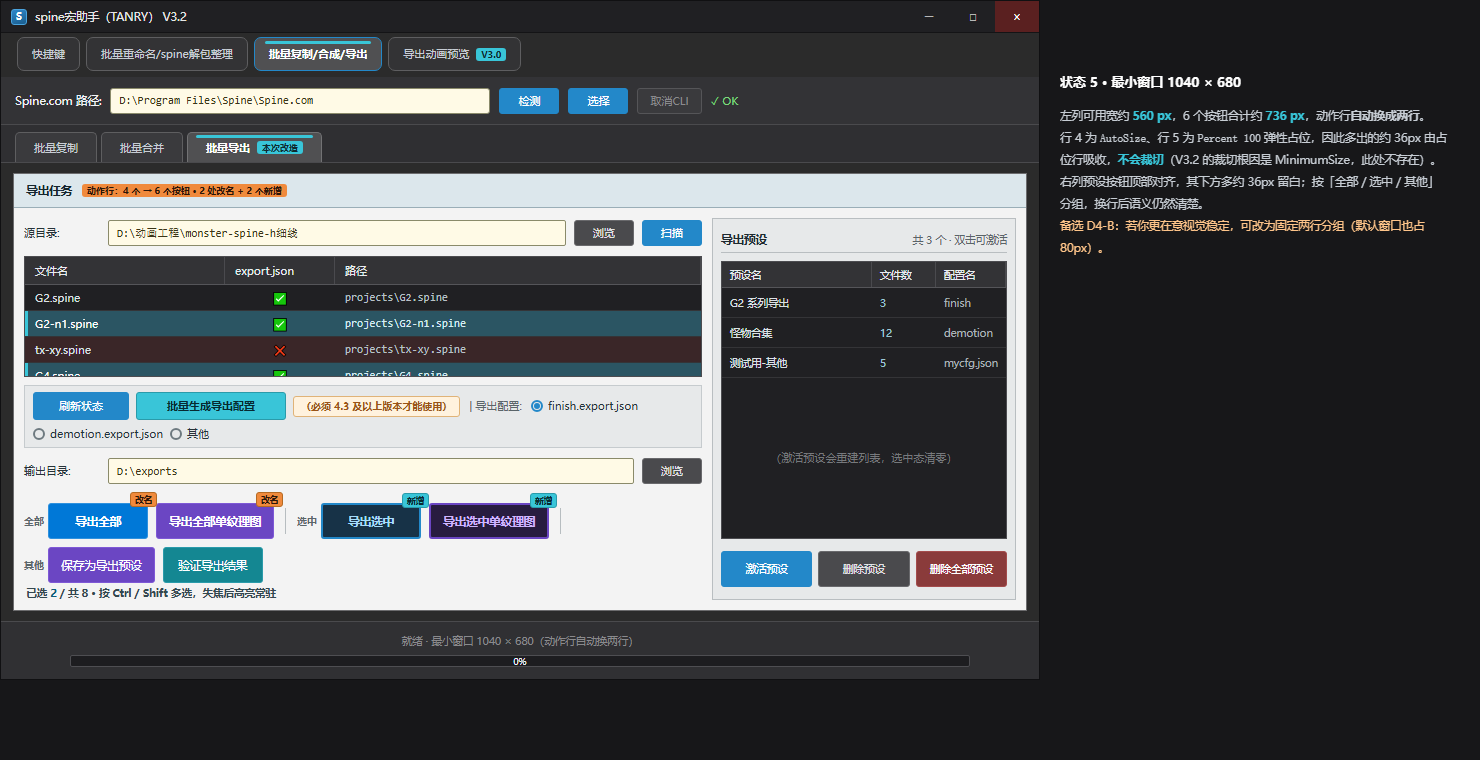 S spine宏助手（TANRY） V3.2
快捷键 批量重命名/spine解包整理 批量复制/合成/导出 导出动画预览 V3.0
Spine.com 路径: D:\Program Files\Spine\Spine.com 检测 选择 取消CLI ✓ OK
批量复制 批量合并 批量导出 本次改造
导出任务 动作行：4 个 → 6 个按钮 • 2 处改名 + 2 个新增
源目录: D:\动画工程\monster-spine-h细线 浏览 扫描
文件名 export.json 路径
G2.spine ✅ projects\G2.spine
G2-n1.spine ✅ projects\G2-n1.spine
tx-xy.spine ❌ projects\tx-xy.spine
G4.spine ✅ projects\G4.spine
刷新状态 批量生成导出配置 （必须 4.3 及以上版本才能使用） | 导出配置: finish.export.json
demotion.export.json 其他
输出目录: D:\exports 浏览
改名 改名 新增 新增
全部 导出全部 导出全部单纹理图 选中 导出选中 导出选中单纹理图
其他 保存为导出预设 验证导出结果
已选 2 / 共 8 • 按 Ctrl / Shift 多选，失焦后高亮常驻
导出预设 共 3 个 · 双击可激活
预设名 文件数 配置名
G2 系列导出 3 finish
怪物合集 12 demotion
测试用-其他 5 mycfg.json
（激活预设会重建列表，选中态清零）
激活预设 删除预设 删除全部预设
就绪 · 最小窗口 1040 × 680（动作行自动换两行）
0%
状态 5 • 最小窗口 1040 × 680
左列可用宽约 560 px，6 个按钮合计约 736 px，动作行自动换成两行。
行 4 为 AutoSize、行 5 为 Percent 100 弹性占位，因此多出的约 36px 由占
位行吸收，不会裁切（V3.2 的裁切根因是 MinimumSize，此处不存在）。
右列预设按钮顶部对齐，其下方多约 36px 留白；按「全部 / 选中 / 其他」
分组，换行后语义仍然清楚。
备选 D4-B：若你更在意视觉稳定，可改为固定两行分组（默认窗口也占
80px）。